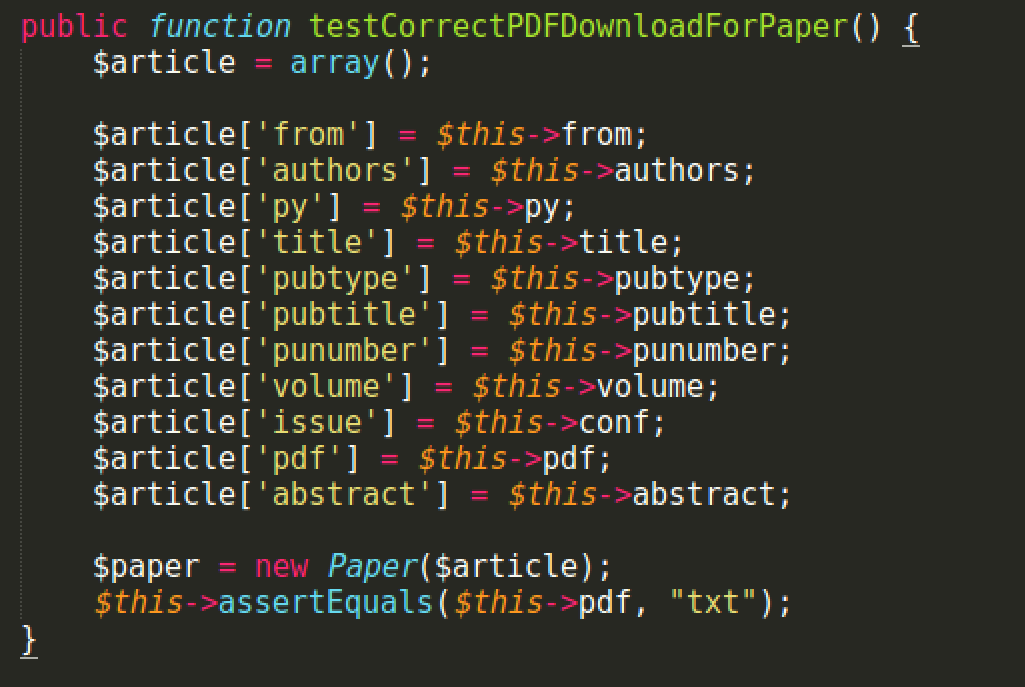 public function testCorrectPDFDownloadForPaper() {
$article = array();
$article['from'] = $this->from;
$article['authors'] = $this->authors;
$article['py'] = $this->py;
$article['title'] = $this->title;
$article['pubtype'] = $this->pubtype;
$article['pubtitle'] = $this->pubtitle;
$article['punumber'] = $this->punumber;
$article['volume'] = $this->volume;
$article['issue'] = $this->conf;
$article['pdf'] = $this->pdf;
$article['abstract'] = $this->abstract;
$paper = new Paper($article);
$this->assertEquals($this->pdf, "txt");
}